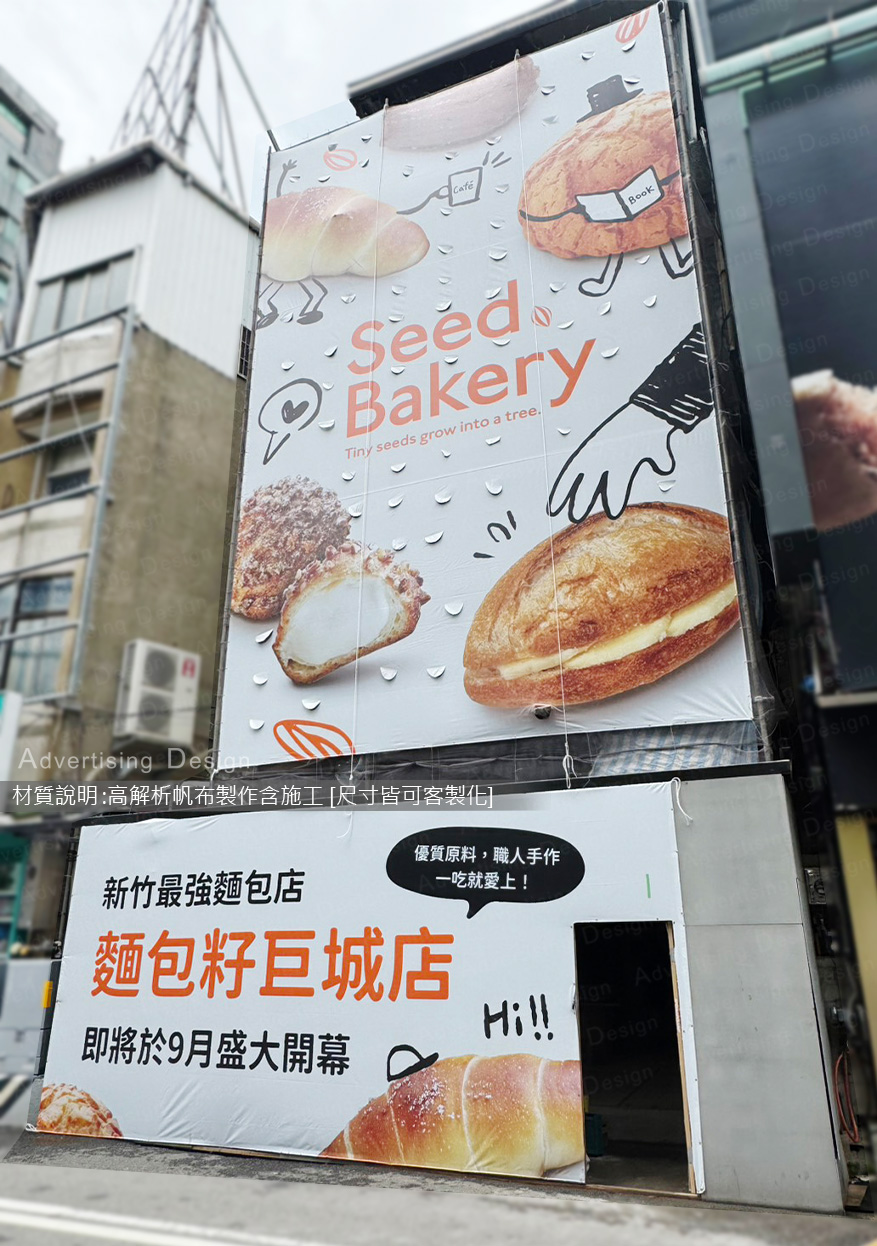 Café
BOOK
Seed
Bakery
Tiny seeds grow into a tree.
Advertising Design
材質說明:高解析帆布製作含施工 [尺寸皆可客製化]
優質原料，職人手作
一吃就愛上！
新竹最強麵包店
麵包籽巨城店
即將於9月盛大開幕
Hi!!